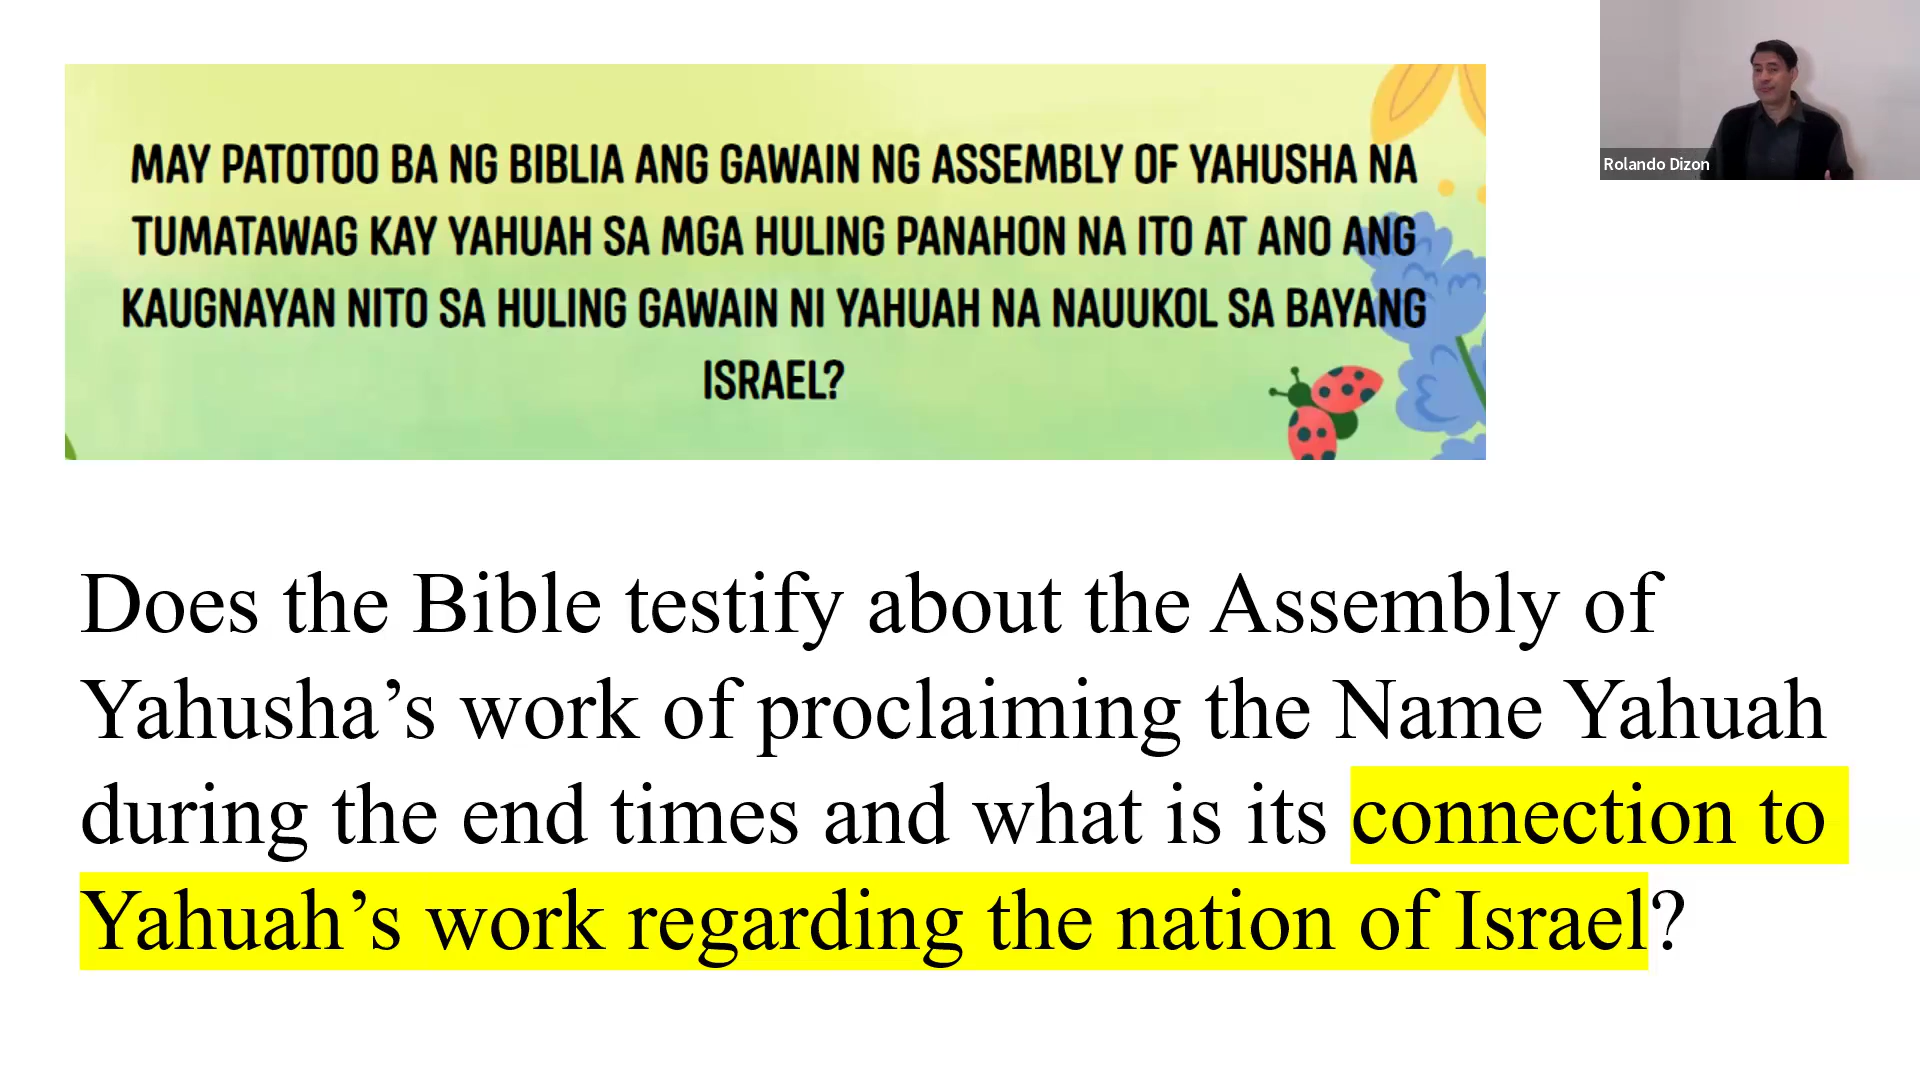 MAY PATOTOO BA NG BIBLIA ANG GAWAIN NG ASSEMBLY OF YAHUSHA NA
TUMATAWAG KAY YAHUAH SA MGA HULING PANAHON NA ITO AT ANO ANG
KAUGNAYAN NITO SA HULING GAWAIN NI YAHUAH NA NAUUKOL SA BAYANG
ISRAEL?
Rolando Dizon
Does the Bible testify about the Assembly of
Yahusha’s work of proclaiming the Name Yahuah
during the end times and what is its connection to
Yahuah’s work regarding the nation of Israel?